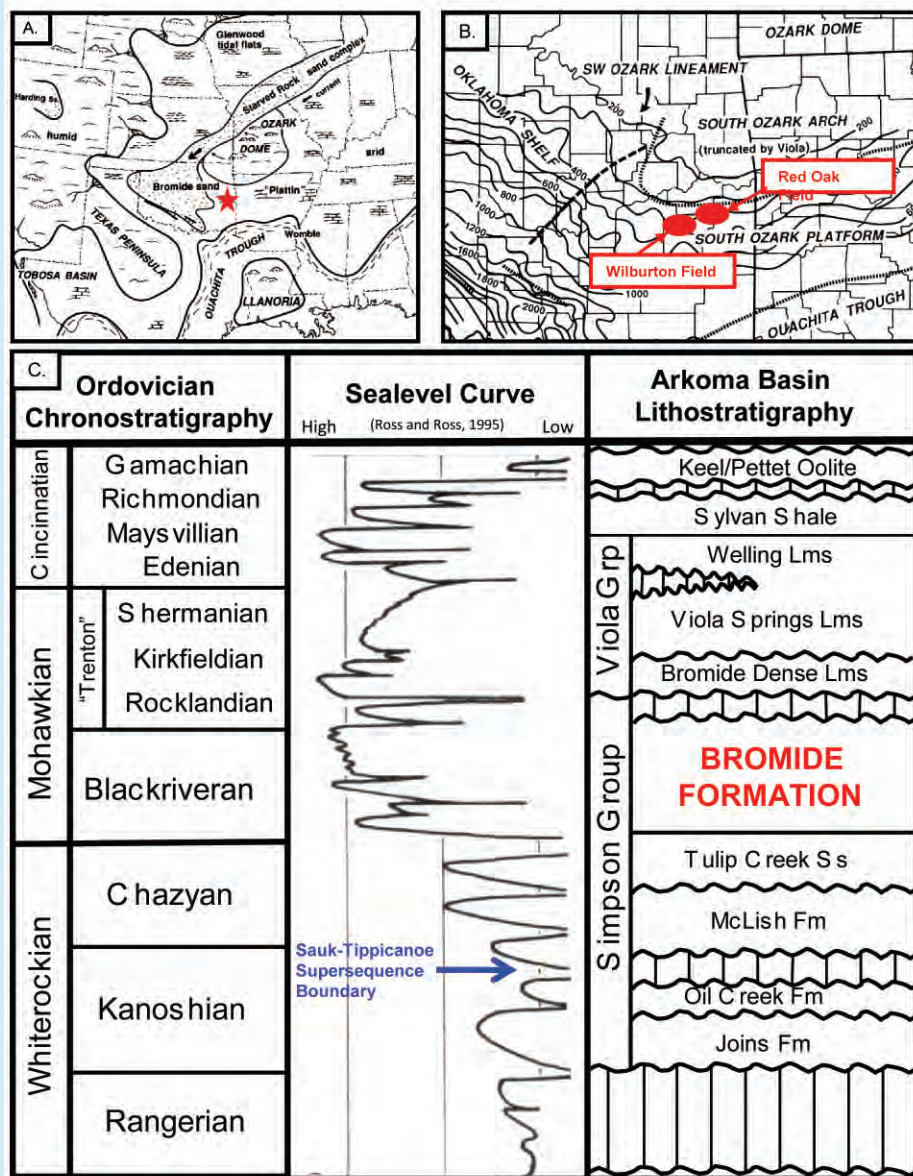 A.
Glenwood
tidal flats
Starved Rock sand complex
current
Harding Ss.
OZARK
DOME
humid
arid
Bromide sand
"Plattin"
TEXAS PENINSULA
TROUGH
Womble
TOBOSA BASIN
OUACHITA
LLANORIA
B.
OZARK DOME
SW OZARK LINEAMENT
OKLAHOMA SHELF
200
SOUTH OZARK ARCH
200
(truncated by Viola)
400
600
800
1000
1200
1400
1600
1800
2000
Red Oak
Field
SOUTH OZARK PLATFORM
Wilburton Field
1000
OUACHITA TROUGH
C.
Ordovician
Chronostratigraphy
Sealevel Curve
High (Ross and Ross, 1995) Low
Arkoma Basin
Lithostratigraphy
Cincinnatian
Gamachian
Richmondian
Maysvillian
Edenian
Mohawkian
"Trenton"
Shermanian
Kirkfieldian
Rocklandian
Blackriveran
Whiterockian
Chazyan
Kanoshian
Rangerian
Sauk-Tippicanoe
Supersequence
Boundary
Keel/Pettet Oolite
Sylvan Shale
Viola Grp
Welling Lms
Viola Springs Lms
Bromide Dense Lms
Simpson Group
BROMIDE
FORMATION
Tulip Creek Ss
McLish Fm
Oil Creek Fm
Joins Fm